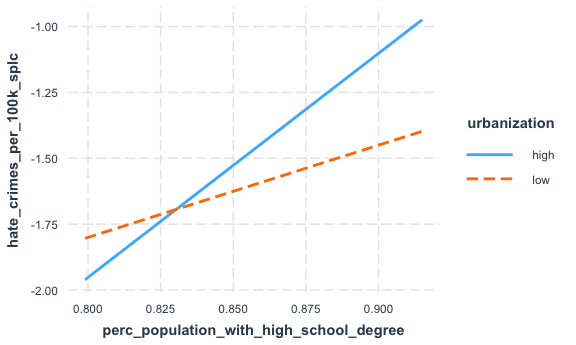 hate_crimes_per_100k_splc
-1.00
-1.25
-1.50
-1.75
-2.00
0.800 0.825 0.850 0.875 0.900
perc_population_with_high_school_degree
urbanization
high
low